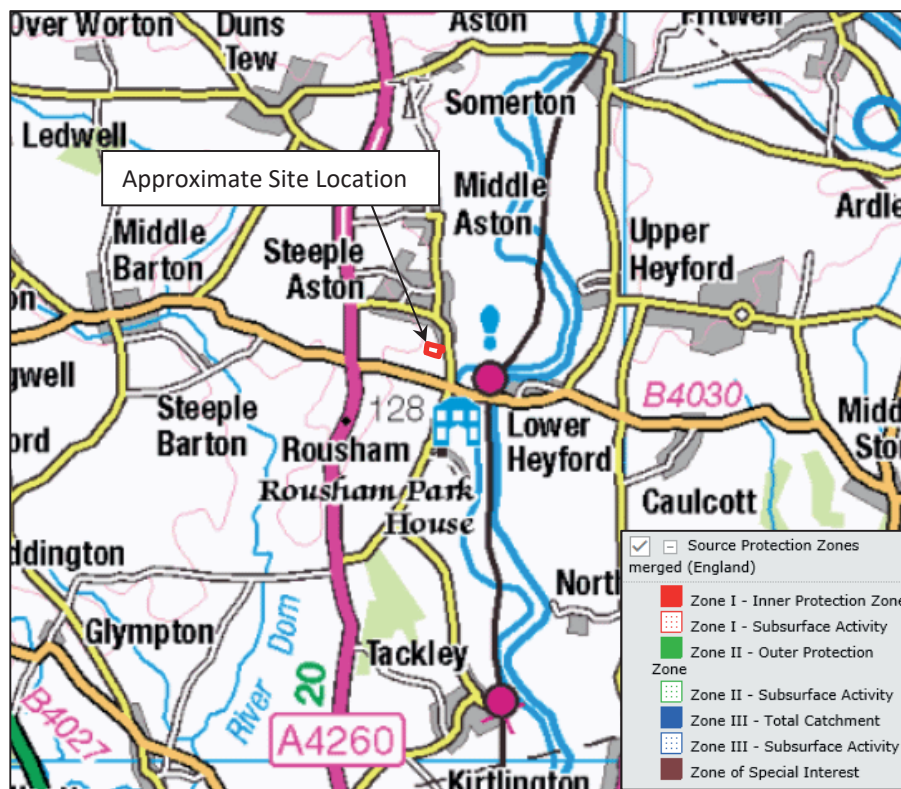 Over Worton
Duns
Tew
Aston
Fritwell
Ledwell
Somerton
Approximate Site Location
Middle
Aston
Ardle
Middle
Barton
Steeple
Aston
Upper
Heyford
on
gwell
B4030
Steeple
Barton
128
Midd
Sto
ord
Rousham
Lower
Heyford
Rousham Park
House
Caulcott
ddington
North
Glympton
River Dorn
Tackley
20
B4027
A4260
Kirtlington
Source Protection Zones
merged (England)
Zone I - Inner Protection Zone
Zone I - Subsurface Activity
Zone II - Outer Protection
Zone
Zone II - Subsurface Activity
Zone III - Total Catchment
Zone III - Subsurface Activity
Zone of Special Interest